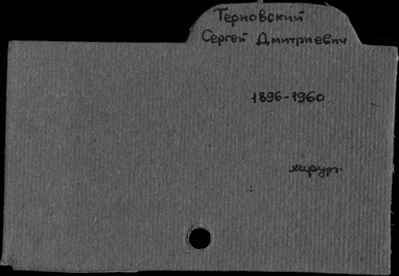 Терновский
Сергей Дмитриевич
1896-1960
хирург.